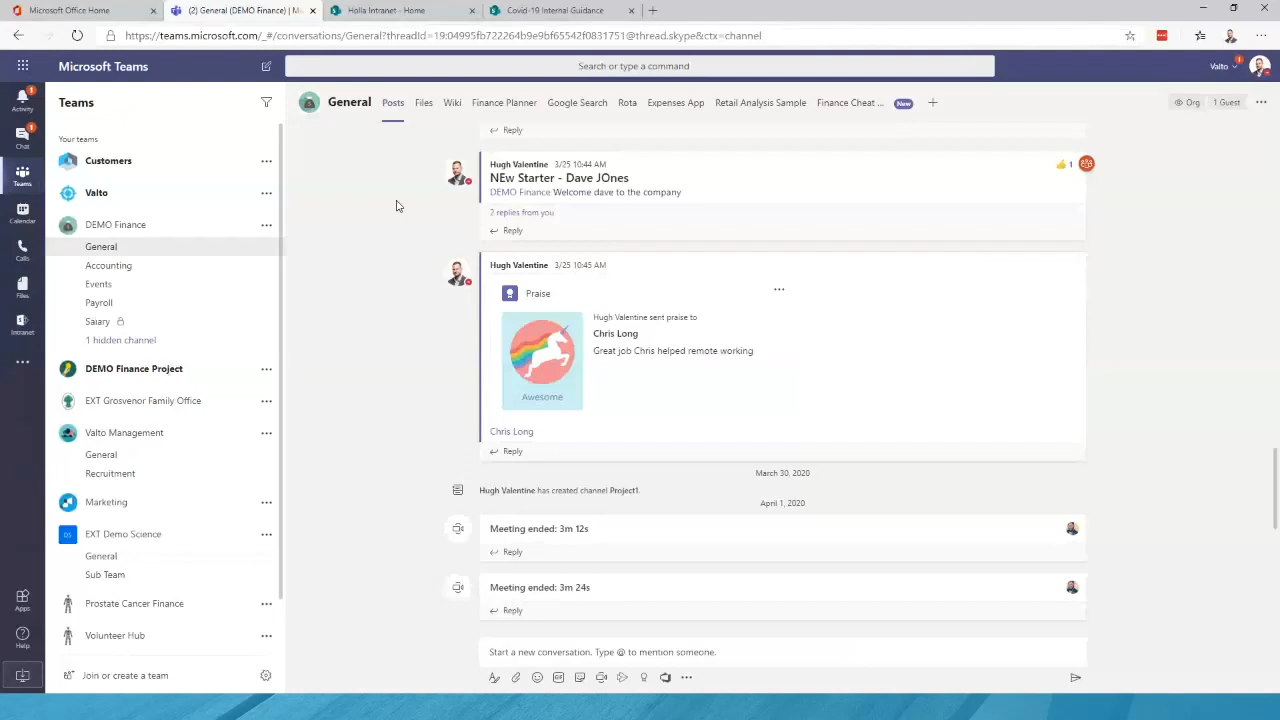 Microsoft Office Home
(2) General (DEMO Finance) | M
Holla Intranet - Home
Covid-19 Internal Guidance
https://teams.microsoft.com/_#/conversations/General?threadId=19:04995fb722264b9e9bf65542f0831751@thread.skype&ctx=channel
Microsoft Teams
Search or type a command
Valto
1
Activity
1
Chat
1
Teams
Calendar
Calls
Files
Intranet
Apps
Help
Teams
Your teams
Customers
Valto
DEMO Finance
General
Accounting
Events
Payroll
Salary
1 hidden channel
DEMO Finance Project
EXT Grosvenor Family Office
Valto Management
General
Recruitment
Marketing
DS
EXT Demo Science
General
Sub Team
Prostate Cancer Finance
Volunteer Hub
Join or create a team
General
Posts
Files
Wiki
Finance Planner
Google Search
Rota
Expenses App
Retail Analysis Sample
Finance Cheat ...
New
Org
1 Guest
Reply
Hugh Valentine 3/25 10:44 AM
1
NEw Starter - Dave JOnes
DEMO Finance Welcome dave to the company
2 replies from you
Reply
Hugh Valentine 3/25 10:45 AM
Praise
Hugh Valentine sent praise to
Chris Long
Great job Chris helped remote working
Awesome
Chris Long
Reply
March 30, 2020
Hugh Valentine has created channel Project1.
April 1, 2020
Meeting ended: 3m 12s
Reply
Meeting ended: 3m 24s
Reply
Start a new conversation. Type @ to mention someone.
GIF